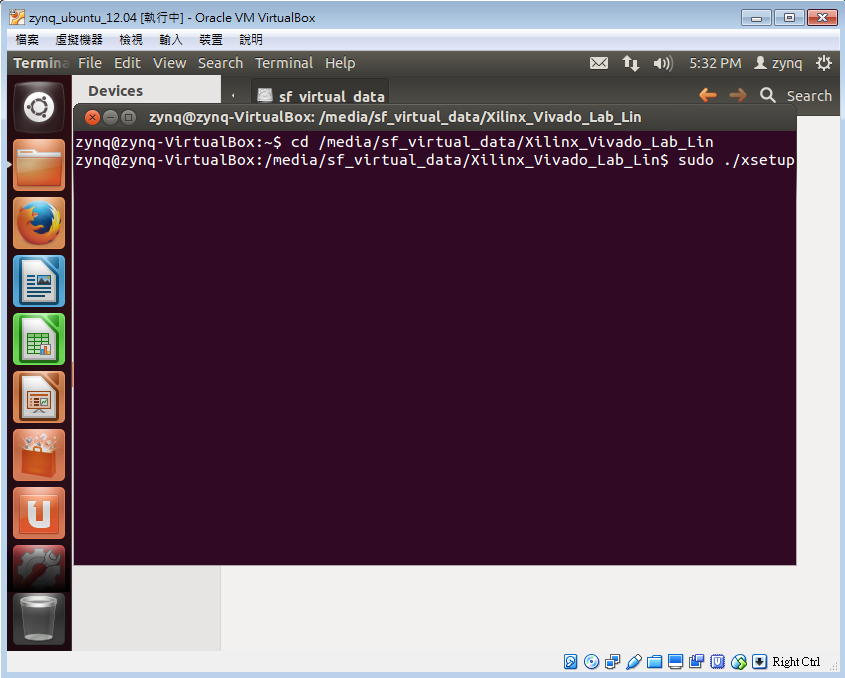 zynq_ubuntu_12.04 [執行中] - Oracle VM VirtualBox
檔案 虛擬機器 檢視 輸入 裝置 說明
Termina File Edit View Search Terminal Help 5:32 PM zynq
Devices sf_virtual_data Search
zynq@zynq-VirtualBox: /media/sf_virtual_data/Xilinx_Vivado_Lab_Lin
zynq@zynq-VirtualBox:~$ cd /media/sf_virtual_data/Xilinx_Vivado_Lab_Lin
zynq@zynq-VirtualBox:/media/sf_virtual_data/Xilinx_Vivado_Lab_Lin$ sudo ./xsetup
Right Ctrl